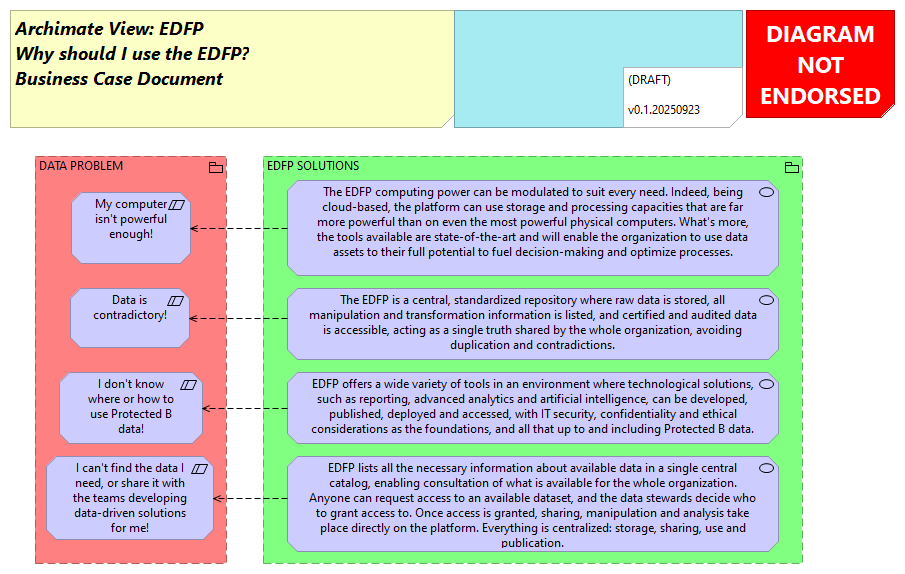 Archimate View: EDFP
Why should I use the EDFP?
Business Case Document
(DRAFT)
v0.1.20250923
DIAGRAM
NOT
ENDORSED
DATA PROBLEM
My computer
isn't powerful
enough!
Data is
contradictory!
I don't know
where or how to
use Protected B
data!
I can't find the data I
need, or share it with
the teams developing
data-driven solutions
for me!
EDFP SOLUTIONS
The EDFP computing power can be modulated to suit every need. Indeed, being
cloud-based, the platform can use storage and processing capacities that are far
more powerful than on even the most powerful physical computers. What's more,
the tools available are state-of-the-art and will enable the organization to use data
assets to their full potential to fuel decision-making and optimize processes.
The EDFP is a central, standardized repository where raw data is stored, all
manipulation and transformation information is listed, and certified and audited data
is accessible, acting as a single truth shared by the whole organization, avoiding
duplication and contradictions.
EDFP offers a wide variety of tools in an environment where technological solutions,
such as reporting, advanced analytics and artificial intelligence, can be developed,
published, deployed and accessed, with IT security, confidentiality and ethical
considerations as the foundations, and all that up to and including Protected B data.
EDFP lists all the necessary information about available data in a single central
catalog, enabling consultation of what is available for the whole organization.
Anyone can request access to an available dataset, and the data stewards decide who
to grant access to. Once access is granted, sharing, manipulation and analysis take
place directly on the platform. Everything is centralized: storage, sharing, use and
publication.